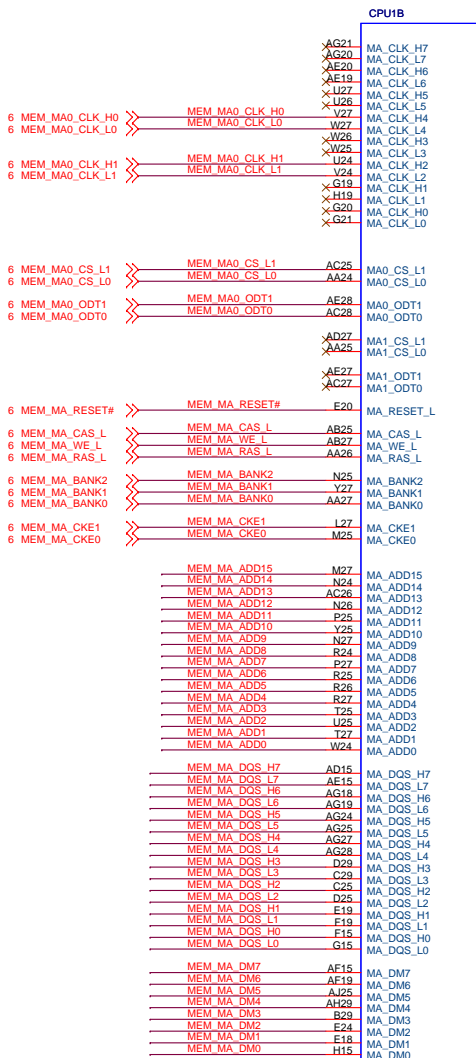 CPU1B
AG21 MA_CLK_H7
AG20 MA_CLK_L7
AE20 MA_CLK_H6
AE19 MA_CLK_L6
U27 MA_CLK_H5
U26 MA_CLK_L5
6 MEM_MA0_CLK_H0 MEM_MA0_CLK_H0 V27 MA_CLK_H4
6 MEM_MA0_CLK_L0 MEM_MA0_CLK_L0 W27 MA_CLK_L4
W26 MA_CLK_H3
W25 MA_CLK_L3
6 MEM_MA0_CLK_H1 MEM_MA0_CLK_H1 U24 MA_CLK_H2
6 MEM_MA0_CLK_L1 MEM_MA0_CLK_L1 V24 MA_CLK_L2
G19 MA_CLK_H1
H19 MA_CLK_L1
G20 MA_CLK_H0
G21 MA_CLK_L0
6 MEM_MA0_CS_L1 MEM_MA0_CS_L1 AC25 MA0_CS_L1
6 MEM_MA0_CS_L0 MEM_MA0_CS_L0 AA24 MA0_CS_L0
6 MEM_MA0_ODT1 MEM_MA0_ODT1 AE28 MA0_ODT1
6 MEM_MA0_ODT0 MEM_MA0_ODT0 AC28 MA0_ODT0
AD27 MA1_CS_L1
AA25 MA1_CS_L0
AE27 MA1_ODT1
AC27 MA1_ODT0
6 MEM_MA_RESET# MEM_MA_RESET# E20 MA_RESET_L
6 MEM_MA_CAS_L MEM_MA_CAS_L AB25 MA_CAS_L
6 MEM_MA_WE_L MEM_MA_WE_L AB27 MA_WE_L
6 MEM_MA_RAS_L MEM_MA_RAS_L AA26 MA_RAS_L
6 MEM_MA_BANK2 MEM_MA_BANK2 N25 MA_BANK2
6 MEM_MA_BANK1 MEM_MA_BANK1 Y27 MA_BANK1
6 MEM_MA_BANK0 MEM_MA_BANK0 AA27 MA_BANK0
6 MEM_MA_CKE1 MEM_MA_CKE1 L27 MA_CKE1
6 MEM_MA_CKE0 MEM_MA_CKE0 M25 MA_CKE0
MEM_MA_ADD15 M27 MA_ADD15
MEM_MA_ADD14 N24 MA_ADD14
MEM_MA_ADD13 AC26 MA_ADD13
MEM_MA_ADD12 N26 MA_ADD12
MEM_MA_ADD11 P25 MA_ADD11
MEM_MA_ADD10 Y25 MA_ADD10
MEM_MA_ADD9 N27 MA_ADD9
MEM_MA_ADD8 R24 MA_ADD8
MEM_MA_ADD7 P27 MA_ADD7
MEM_MA_ADD6 R25 MA_ADD6
MEM_MA_ADD5 R26 MA_ADD5
MEM_MA_ADD4 R27 MA_ADD4
MEM_MA_ADD3 T25 MA_ADD3
MEM_MA_ADD2 U25 MA_ADD2
MEM_MA_ADD1 T27 MA_ADD1
MEM_MA_ADD0 W24 MA_ADD0
MEM_MA_DQS_H7 AD15 MA_DQS_H7
MEM_MA_DQS_L7 AE15 MA_DQS_L7
MEM_MA_DQS_H6 AG18 MA_DQS_H6
MEM_MA_DQS_L6 AG19 MA_DQS_L6
MEM_MA_DQS_H5 AG24 MA_DQS_H5
MEM_MA_DQS_L5 AG25 MA_DQS_L5
MEM_MA_DQS_H4 AG27 MA_DQS_H4
MEM_MA_DQS_L4 AG28 MA_DQS_L4
MEM_MA_DQS_H3 D29 MA_DQS_H3
MEM_MA_DQS_L3 C29 MA_DQS_L3
MEM_MA_DQS_H2 C25 MA_DQS_H2
MEM_MA_DQS_L2 D25 MA_DQS_L2
MEM_MA_DQS_H1 E19 MA_DQS_H1
MEM_MA_DQS_L1 F19 MA_DQS_L1
MEM_MA_DQS_H0 F15 MA_DQS_H0
MEM_MA_DQS_L0 G15 MA_DQS_L0
MEM_MA_DM7 AF15 MA_DM7
MEM_MA_DM6 AF19 MA_DM6
MEM_MA_DM5 AJ25 MA_DM5
MEM_MA_DM4 AH29 MA_DM4
MEM_MA_DM3 B29 MA_DM3
MEM_MA_DM2 E24 MA_DM2
MEM_MA_DM1 E18 MA_DM1
MEM_MA_DM0 H15 MA_DM0